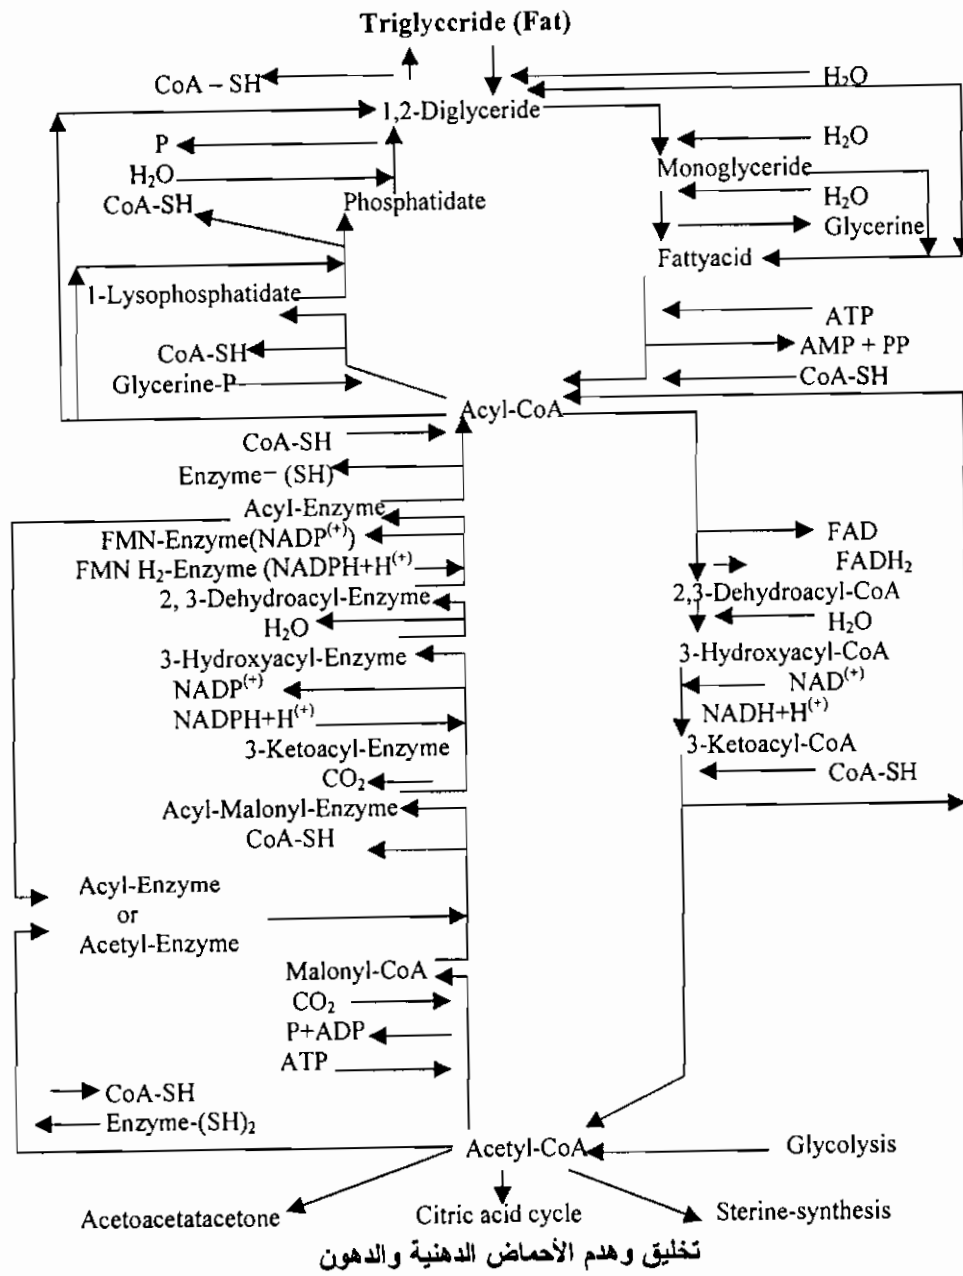 Triglyceride (Fat)
CoA – SH
H₂O
1,2-Diglyceride
P
H₂O
H₂O
Monoglyceride
CoA-SH
Phosphatidate
H₂O
Glycerine
Fattyacid
1-Lysophosphatidate
ATP
CoA-SH
AMP + PP
Glycerine-P
CoA-SH
Acyl-CoA
CoA-SH
Enzyme– (SH)
Acyl-Enzyme
FMN-Enzyme(NADP⁽⁺⁾)
FAD
FMN H₂-Enzyme (NADPH+H⁽⁺⁾
FADH₂
2, 3-Dehydroacyl-Enzyme
2,3-Dehydroacyl-CoA
H₂O
H₂O
3-Hydroxyacyl-Enzyme
3-Hydroxyacyl-CoA
NADP⁽⁺⁾
NAD⁽⁺⁾
NADPH+H⁽⁺⁾
NADH+H⁽⁺⁾
3-Ketoacyl-Enzyme
3-Ketoacyl-CoA
CO₂
CoA-SH
Acyl-Malonyl-Enzyme
CoA-SH
Acyl-Enzyme
or
Acetyl-Enzyme
Malonyl-CoA
CO₂
P+ADP
ATP
CoA-SH
Enzyme-(SH)₂
Acetyl-CoA
Glycolysis
Acetoacetatacetone
Citric acid cycle
Sterine-synthesis
تخليق وهدم الأحماض الدهنية والدهون